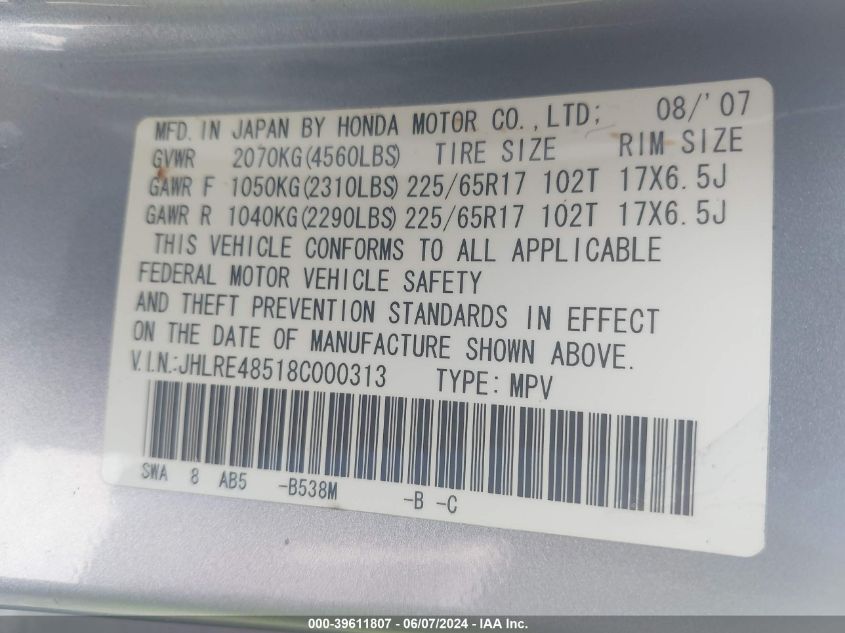 MFD. IN JAPAN BY HONDA MOTOR CO., LTD; 08/'07
GVWR 2070KG(4560LBS) TIRE SIZE RIM SIZE
GAWR F 1050KG(2310LBS) 225/65R17 102T 17X6.5J
GAWR R 1040KG(2290LBS) 225/65R17 102T 17X6.5J
THIS VEHICLE CONFORMS TO ALL APPLICABLE
FEDERAL MOTOR VEHICLE SAFETY
AND THEFT PREVENTION STANDARDS IN EFFECT
ON THE DATE OF MANUFACTURE SHOWN ABOVE.
V.I.N.:JHLRE48518C000313 TYPE: MPV
SWA 8 AB5 -B538M -B -C
000-39611807 - 06/07/2024 - IAA Inc.